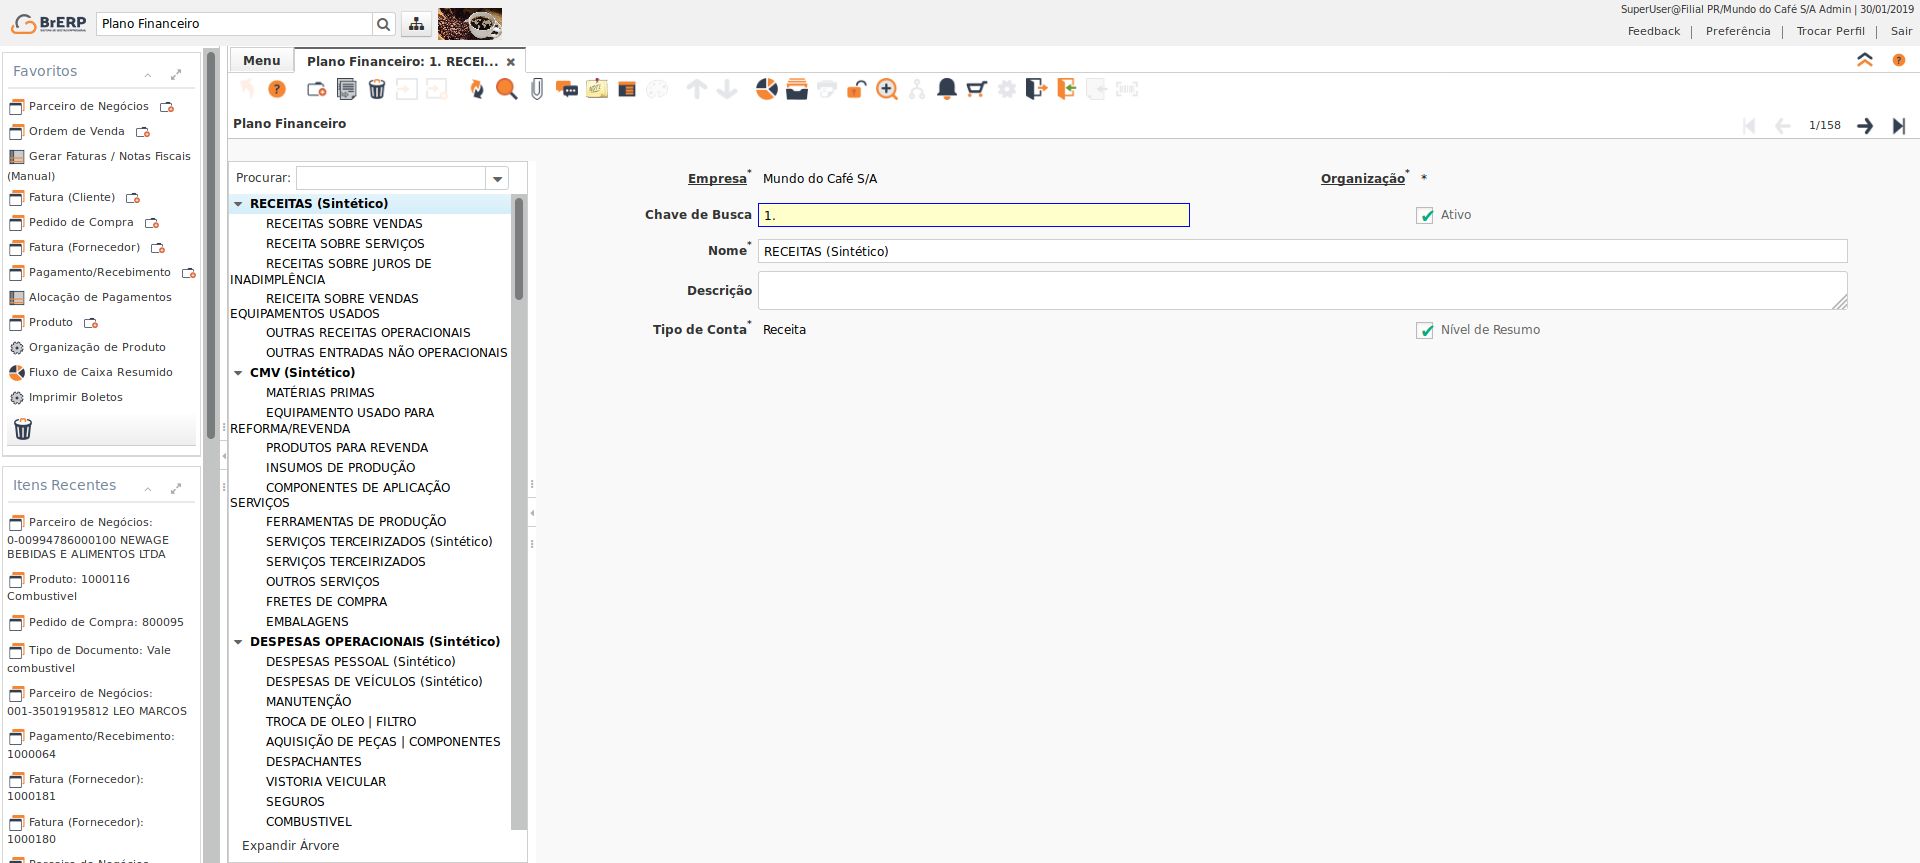 BrERP
Plano Financeiro
SuperUser@Filial PR/Mundo do Café S/A Admin | 30/01/2019
Feedback | Preferência | Trocar Perfil | Sair
Favoritos
Parceiro de Negócios
Ordem de Venda
Gerar Faturas / Notas Fiscais
(Manual)
Fatura (Cliente)
Pedido de Compra
Fatura (Fornecedor)
Pagamento/Recebimento
Alocação de Pagamentos
Produto
Organização de Produto
Fluxo de Caixa Resumido
Imprimir Boletos
Itens Recentes
Parceiro de Negócios:
0-00994786000100 NEWAGE
BEBIDAS E ALIMENTOS LTDA
Produto: 1000116
Combustivel
Pedido de Compra: 800095
Tipo de Documento: Vale
combustivel
Parceiro de Negócios:
001-35019195812 LEO MARCOS
Pagamento/Recebimento:
1000064
Fatura (Fornecedor):
1000181
Fatura (Fornecedor):
1000180
Menu
Plano Financeiro: 1. RECEI...
Plano Financeiro
1/158
Procurar:
RECEITAS (Sintético)
RECEITAS SOBRE VENDAS
RECEITA SOBRE SERVIÇOS
RECEITAS SOBRE JUROS DE
INADIMPLÊNCIA
REICEITA SOBRE VENDAS
EQUIPAMENTOS USADOS
OUTRAS RECEITAS OPERACIONAIS
OUTRAS ENTRADAS NÃO OPERACIONAIS
CMV (Sintético)
MATÉRIAS PRIMAS
EQUIPAMENTO USADO PARA
REFORMA/REVENDA
PRODUTOS PARA REVENDA
INSUMOS DE PRODUÇÃO
COMPONENTES DE APLICAÇÃO
SERVIÇOS
FERRAMENTAS DE PRODUÇÃO
SERVIÇOS TERCEIRIZADOS (Sintético)
SERVIÇOS TERCEIRIZADOS
OUTROS SERVIÇOS
FRETES DE COMPRA
EMBALAGENS
DESPESAS OPERACIONAIS (Sintético)
DESPESAS PESSOAL (Sintético)
DESPESAS DE VEÍCULOS (Sintético)
MANUTENÇÃO
TROCA DE OLEO | FILTRO
AQUISIÇÃO DE PEÇAS | COMPONENTES
DESPACHANTES
VISTORIA VEICULAR
SEGUROS
COMBUSTIVEL
Expandir Árvore
Empresa* Mundo do Café S/A
Organização* *
Chave de Busca 1.
Ativo
Nome* RECEITAS (Sintético)
Descrição
Tipo de Conta* Receita
Nível de Resumo